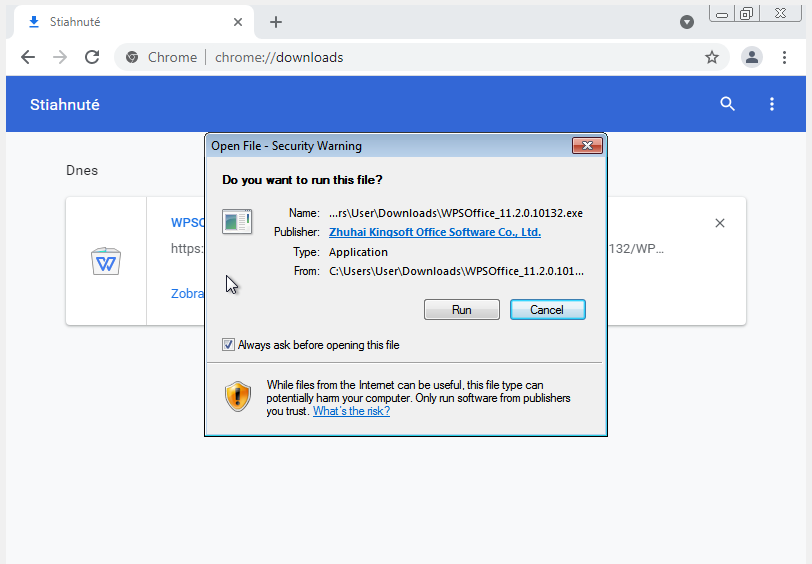 Stiahnuté
Chrome | chrome://downloads
Stiahnuté
Open File - Security Warning
Dnes
Do you want to run this file?
WPSO
Name: ...rs\User\Downloads\WPSOffice_11.2.0.10132.exe
Publisher: Zhuhai Kingsoft Office Software Co., Ltd.
https: 132/WP...
Type: Application
From: C:\Users\User\Downloads\WPSOffice_11.2.0.101...
Zobra
Run Cancel
Always ask before opening this file
While files from the Internet can be useful, this file type can
potentially harm your computer. Only run software from publishers
you trust. What's the risk?